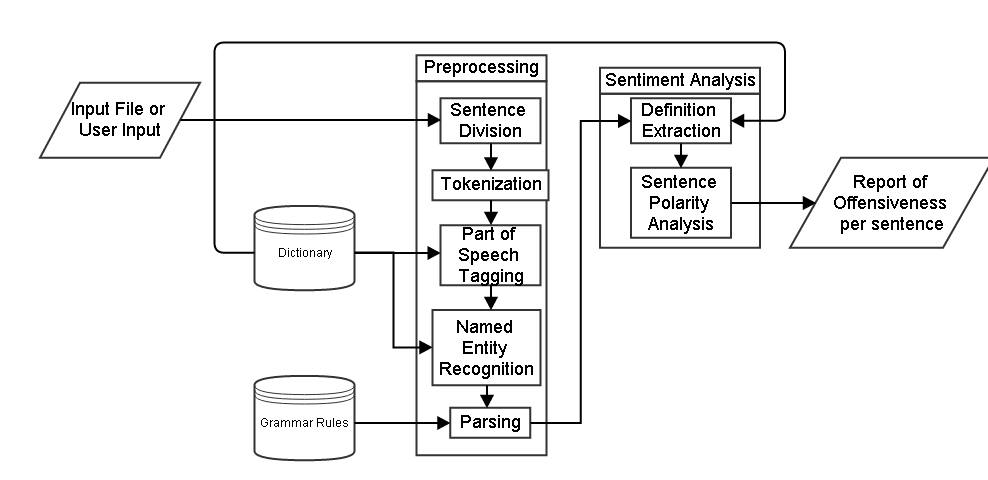 Preprocessing
Sentiment Analysis
Input File or
User Input
Sentence
Division
Definition
Extraction
Tokenization
Sentence
Polarity
Analysis
Report of
Offensiveness
per sentence
Dictionary
Part of
Speech
Tagging
Named
Entity
Recognition
Grammar Rules
Parsing